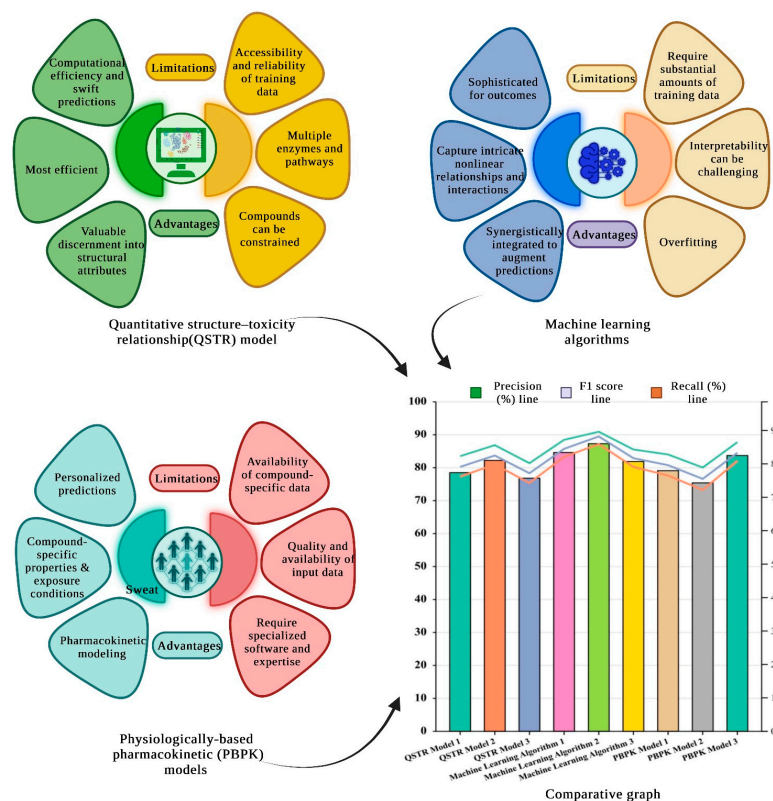 Computational
efficiency and
swift
predictions
Limitations
Accessibility
and reliability
of training
data
Most efficient
Multiple
enzymes and
pathways
Valuable
discernment into
structural
attributes
Advantages
Compounds
can be
constrained
Quantitative structure–toxicity
relationship(QSTR) model
Sophisticated
for outcomes
Limitations
Require
substantial
amounts of
training data
Capture intricate
nonlinear
relationships and
interactions
Interpretability
can be
challenging
Synergistically
integrated to
augment
predictions
Advantages
Overfitting
Machine learning
algorithms
Personalized
predictions
Limitations
Availability
of compound-
specific data
Compound-
specific
properties &
exposure
conditions
Sweat
Quality and
availability of
input data
Pharmacokinetic
modeling
Advantages
Require
specialized
software and
expertise
Physiologically-based
pharmacokinetic (PBPK)
models
Precision
(%) line
F1 score
line
Recall (%)
line
100
90
80
70
60
50
40
30
20
10
0
QSTR Model 1
QSTR Model 2
QSTR Model 3
Machine Learning Algorithm 1
Machine Learning Algorithm 2
Machine Learning Algorithm 3
PBPK Model 1
PBPK Model 2
PBPK Model 3
Comparative graph